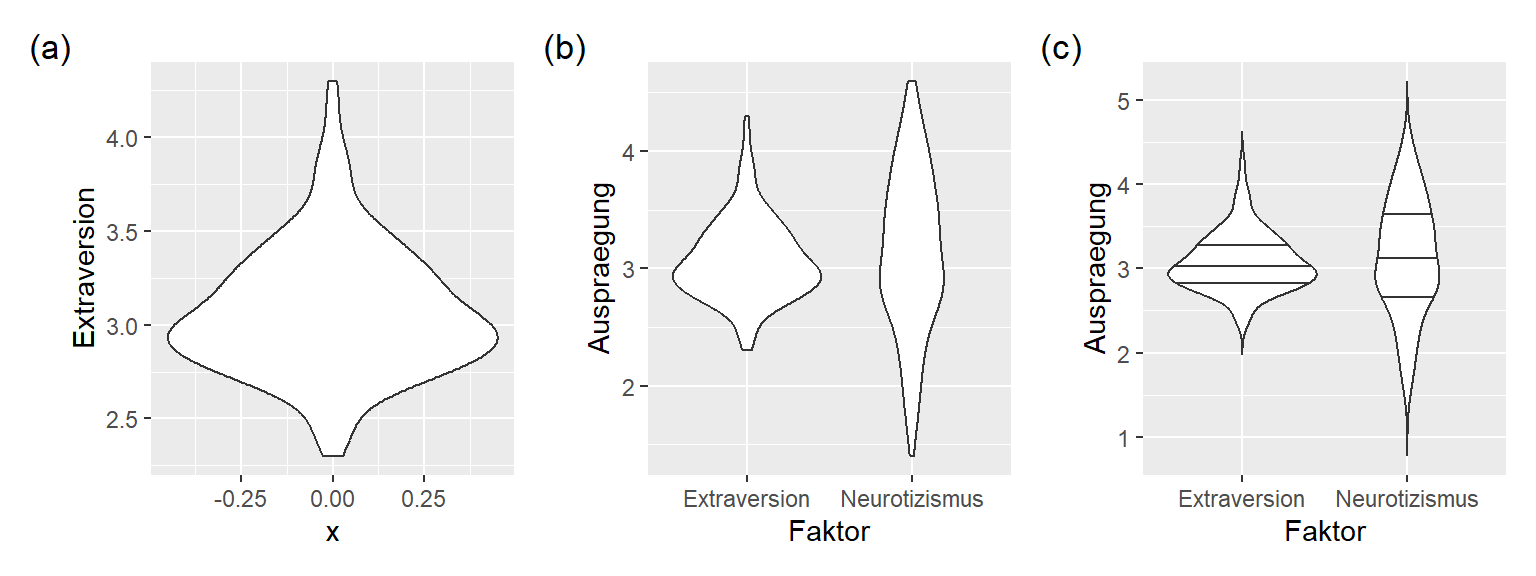 (a)
Extraversion
4.0
3.5
3.0
2.5
-0.25 0.00 0.25
x
(b)
Auspraegung
4
3
2
Extraversion Neurotizismus
Faktor
(c)
Auspraegung
5
4
3
2
1
Extraversion Neurotizismus
Faktor